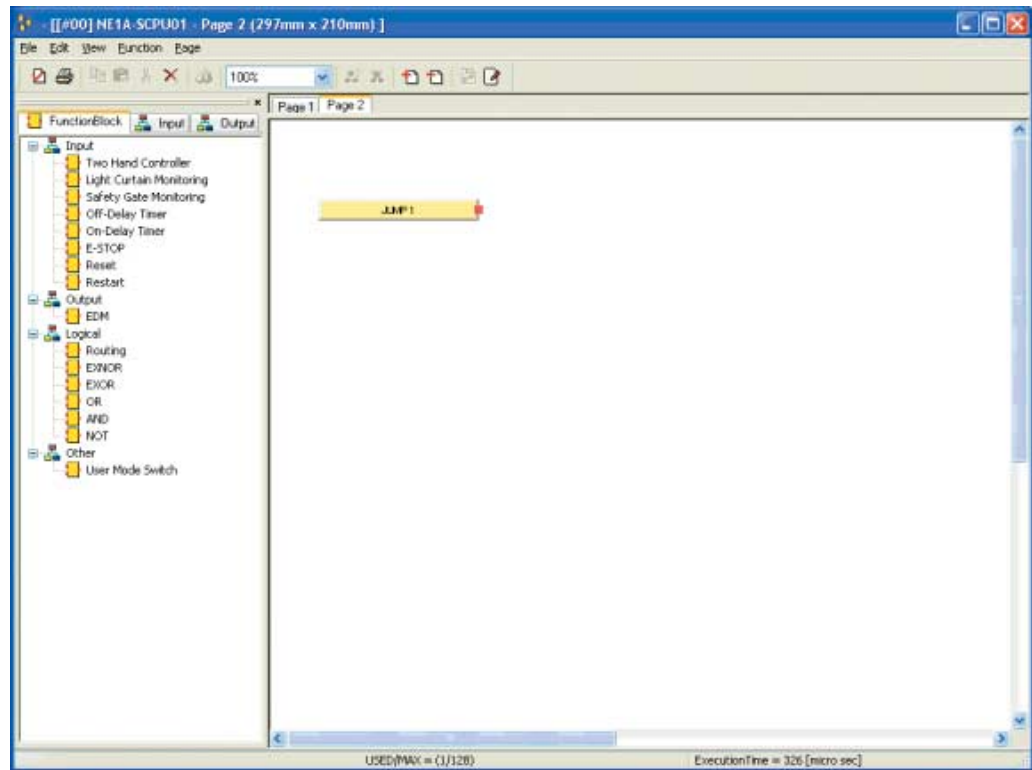 [[#00] NE1A-SCPU01 - Page 2 (297mm x 210mm) ]
File Edit View Function Page
100%
Page 1 Page 2
FunctionBlock Input Output
Input
Two Hand Controller
Light Curtain Monitoring
Safety Gate Monitoring
Off-Delay Timer
On-Delay Timer
E-STOP
Reset
Restart
Output
EDM
Logical
Routing
EXNOR
EXOR
OR
AND
NOT
Other
User Mode Switch
JUMP 1
USED/MAX = (1/128) ExecutionTime = 326 [micro sec]